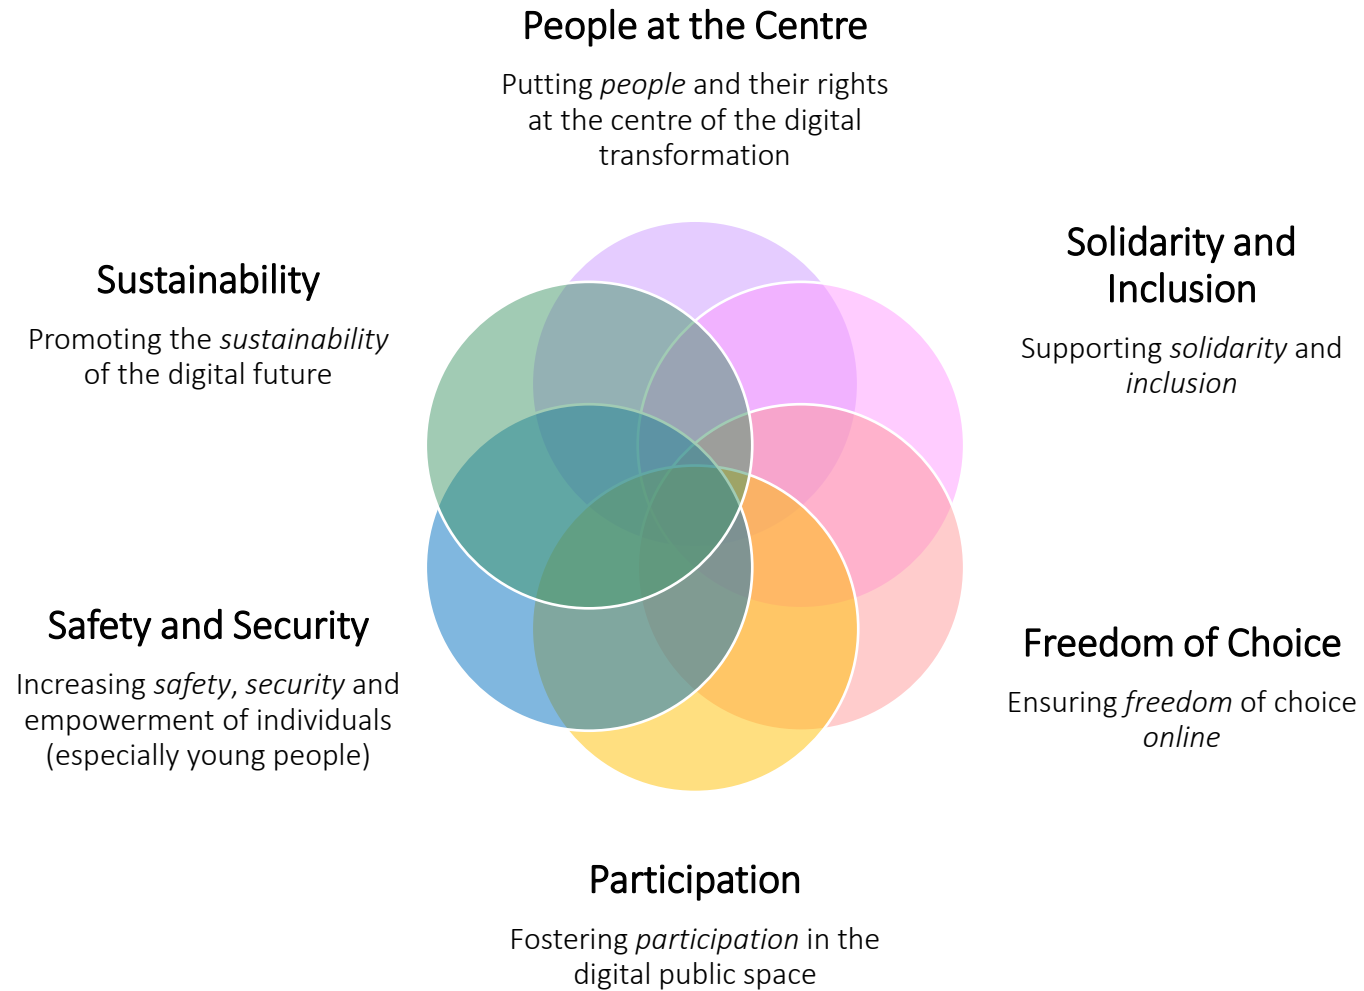 People at the Centre
Putting people and their rights
at the centre of the digital
transformation
Solidarity and
Inclusion
Supporting solidarity and
inclusion
Freedom of Choice
Ensuring freedom of choice
online
Participation
Fostering participation in the
digital public space
Safety and Security
Increasing safety, security and
empowerment of individuals
(especially young people)
Sustainability
Promoting the sustainability
of the digital future